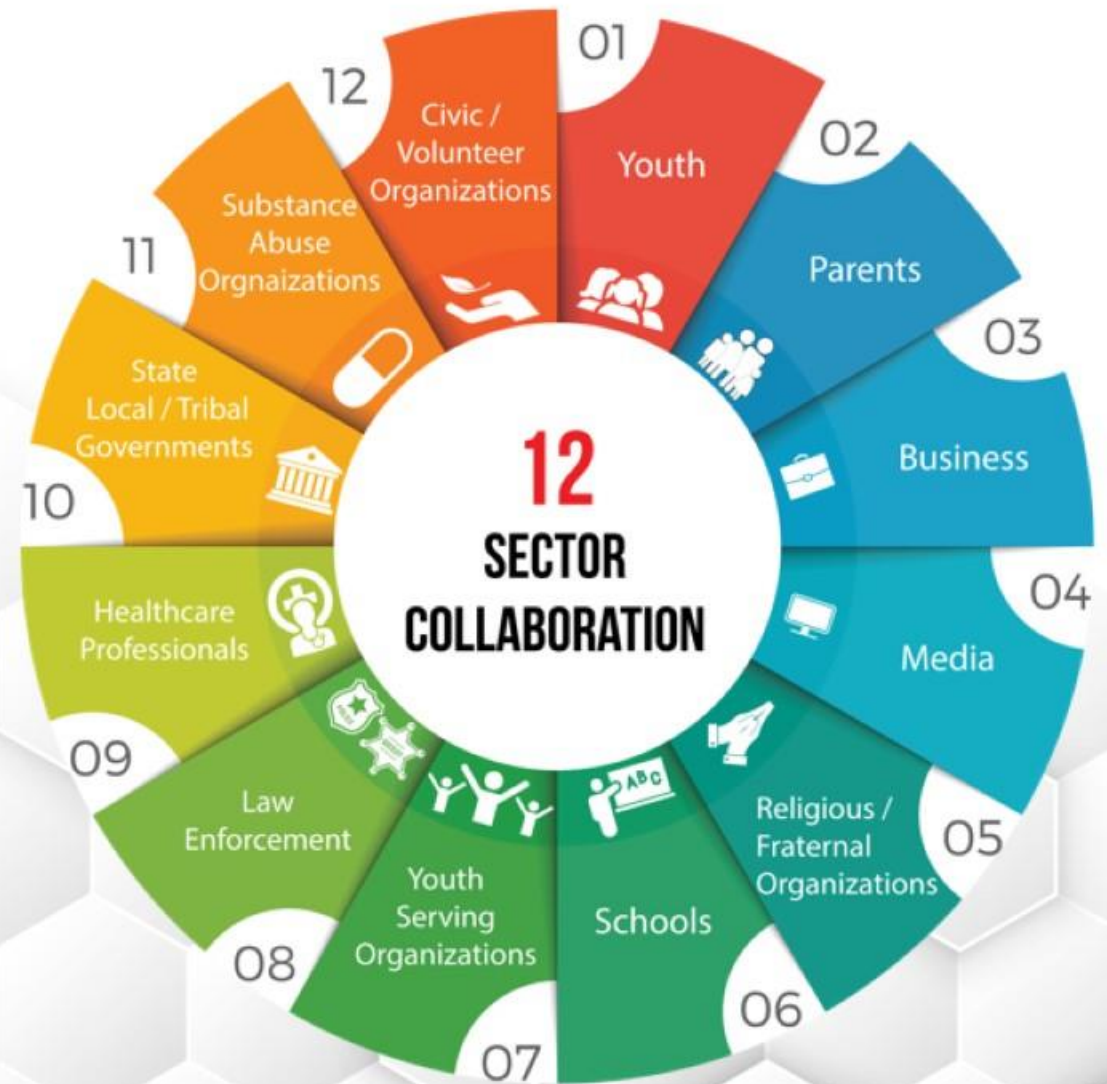 12
SECTOR
COLLABORATION
01
Youth
02
Parents
03
Business
04
Media
05
Religious /
Fraternal
Organizations
06
Schools
ABC
07
Youth
Serving
Organizations
08
Law
Enforcement
09
Healthcare
Professionals
10
State
Local / Tribal
Governments
11
Substance
Abuse
Orgnaizations
12
Civic /
Volunteer
Organizations